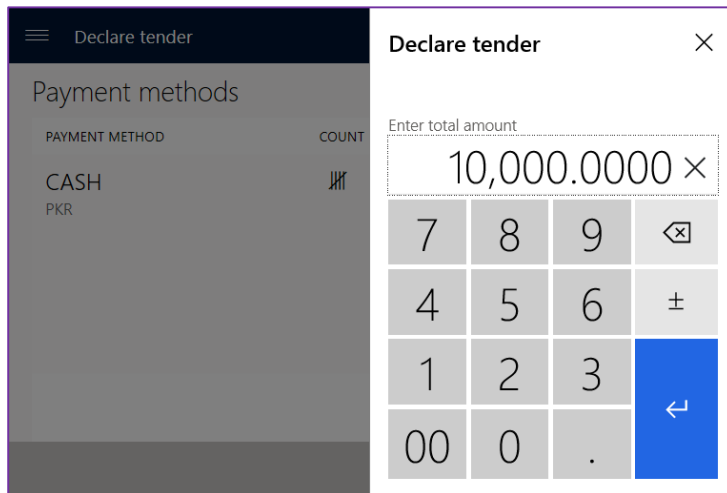 Declare tender
Payment methods
PAYMENT METHOD COUNT
CASH
PKR
Declare tender
Enter total amount
10,000.0000
7 8 9
4 5 6 ±
1 2 3
00 0 .